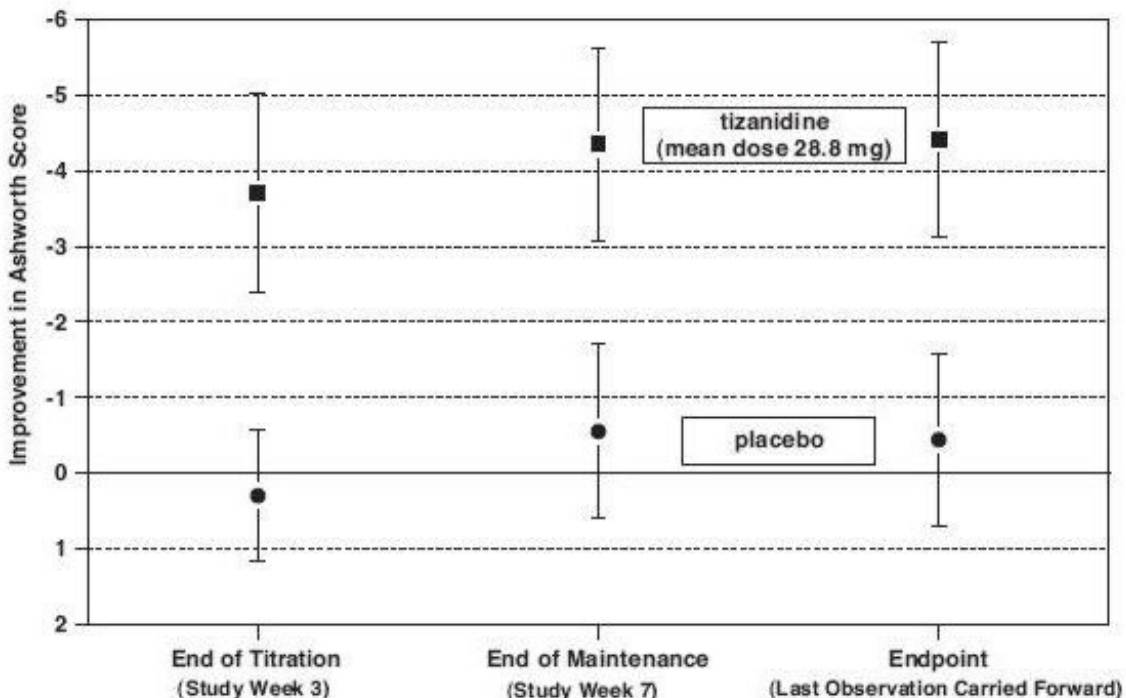 Improvement in Ashworth Score
-6
-5
-4
-3
-2
-1
0
1
2
tizanidine
(mean dose 28.8 mg)
placebo
End of Titration
(Study Week 3)
End of Maintenance
(Study Week 7)
Endpoint
(Last Observation Carried Forward)